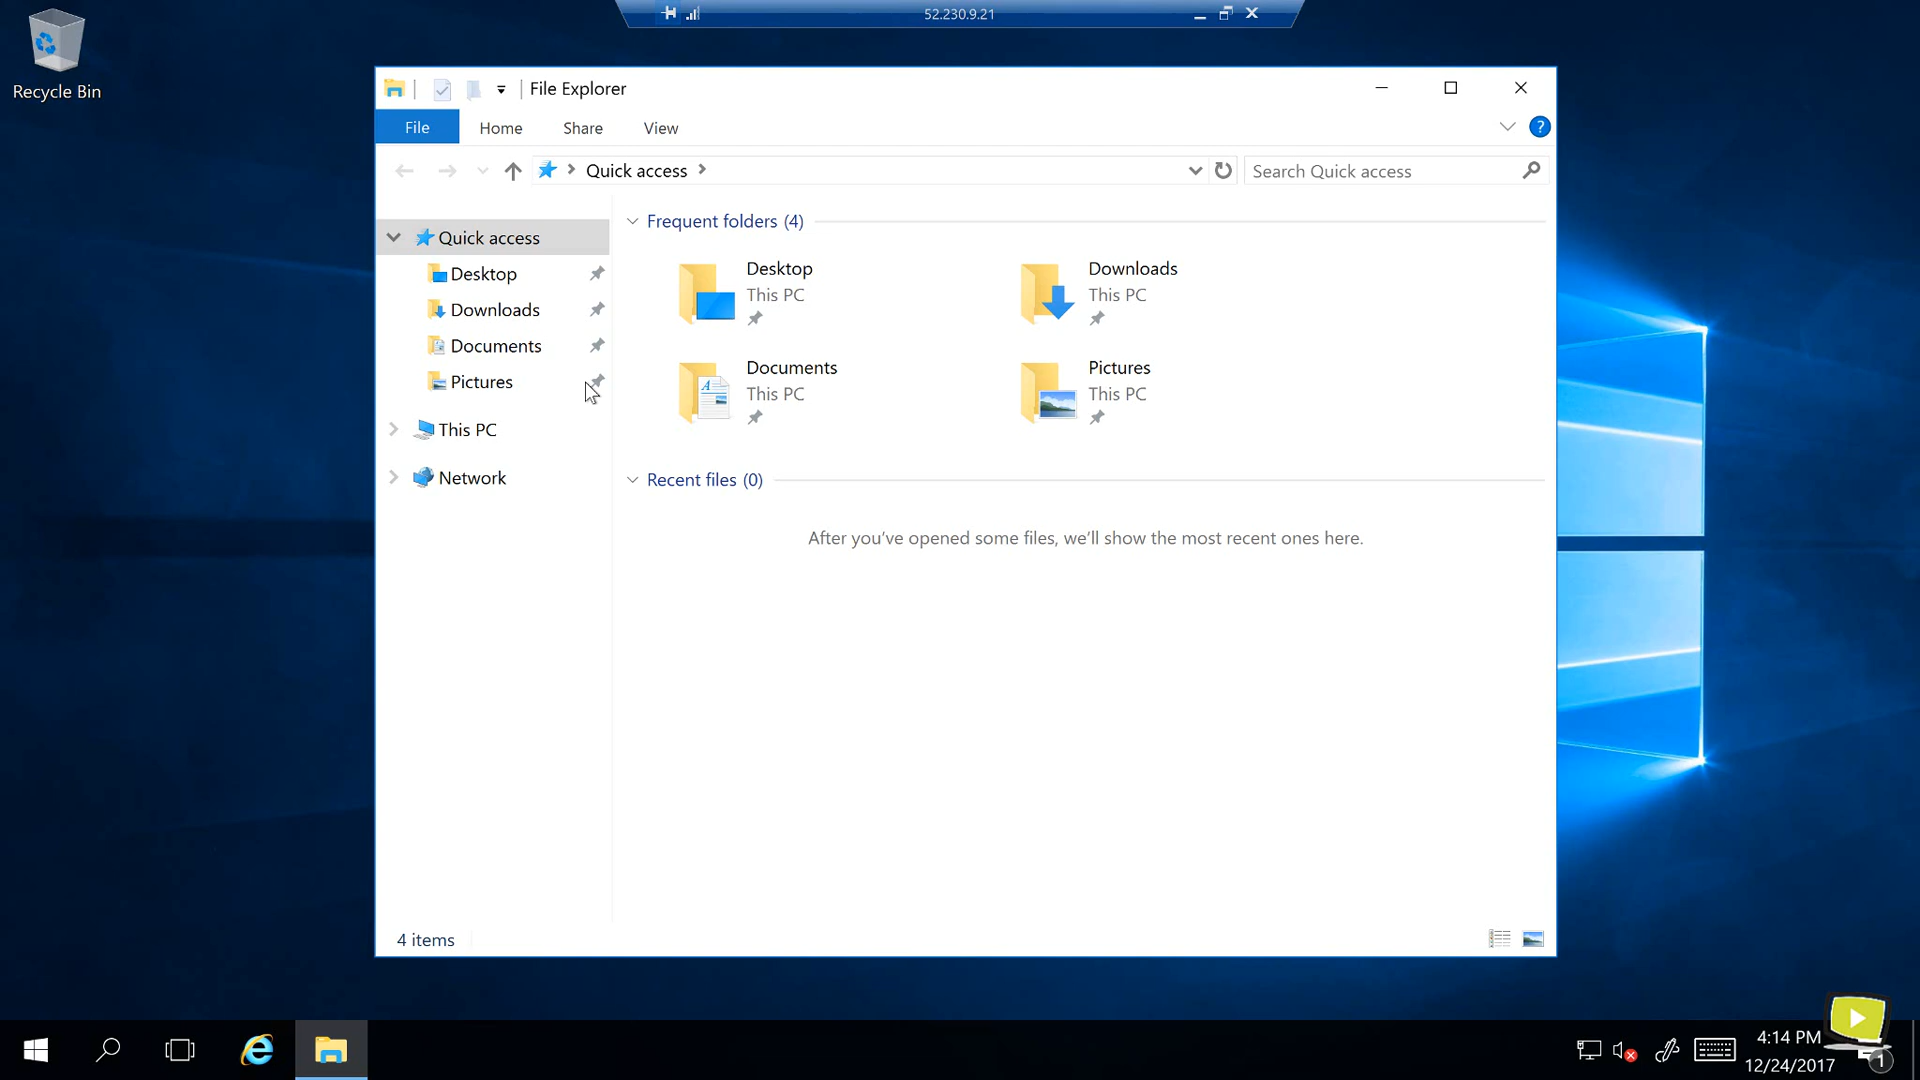 52.230.9.21
Recycle Bin
File Explorer
File Home Share View
?
Quick access
Search Quick access
Quick access
Desktop
Downloads
Documents
Pictures
This PC
Network
Frequent folders (4)
Desktop
This PC
Downloads
This PC
Documents
This PC
Pictures
This PC
Recent files (0)
After you've opened some files, we'll show the most recent ones here.
4 items
4:14 PM
12/24/2017
1